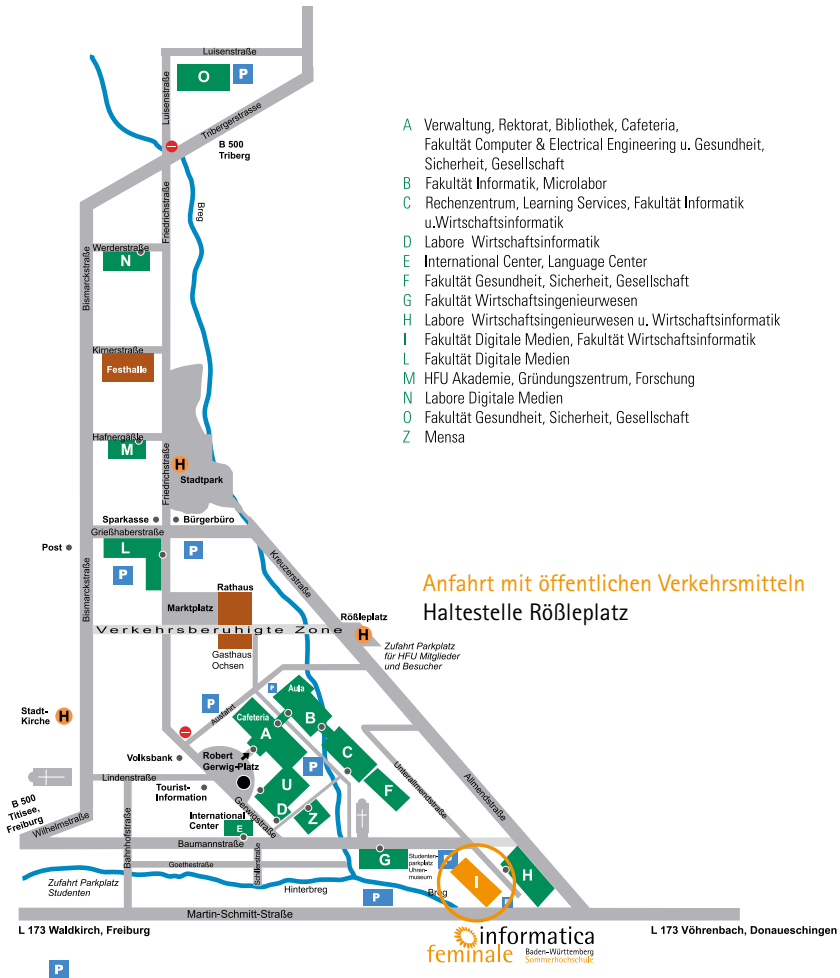 Luisenstraße
O
P
Luisenstraße
Tribergerstrasse
B 500
Triberg
Friedrichstraße
Breg
Werderstraße
N
Bismarckstraße
Kirnerstraße
Festhalle
Hafnergäßle
M
Friedrichstraße
H
Stadtpark
Sparkasse
Bürgerbüro
Grießhaberstraße
Post
L
P
P
Kreuzerstraße
Bismarckstraße
Rathaus
Marktplatz
Rößleplatz
Verkehrsberuhigte Zone
H
Gasthaus
Ochsen
Zufahrt Parkplatz
für HFU Mitglieder
und Besucher
A Verwaltung, Rektorat, Bibliothek, Cafeteria,
Fakultät Computer & Electrical Engineering u. Gesundheit,
Sicherheit, Gesellschaft
B Fakultät Informatik, Microlabor
C Rechenzentrum, Learning Services, Fakultät Informatik
u.Wirtschaftsinformatik
D Labore Wirtschaftsinformatik
E International Center, Language Center
F Fakultät Gesundheit, Sicherheit, Gesellschaft
G Fakultät Wirtschaftsingenieurwesen
H Labore Wirtschaftsingenieurwesen u. Wirtschaftsinformatik
I Fakultät Digitale Medien, Fakultät Wirtschaftsinformatik
L Fakultät Digitale Medien
M HFU Akademie, Gründungszentrum, Forschung
N Labore Digitale Medien
O Fakultät Gesundheit, Sicherheit, Gesellschaft
Z Mensa
Anfahrt mit öffentlichen Verkehrsmitteln
Haltestelle Rößleplatz
P
P
Aula
Ausfahrt
Cafeteria
B
A
Stadt-
Kirche
H
Volksbank
Robert
Gerwig-Platz
C
P
U
F
Unterallmendstraße
Allmendstraße
Lindenstraße
Tourist-
Information
Gerwigstraße
D
Z
B 500
Titisee,
Freiburg
Wilhelmstraße
Bahnhofstraße
International
Center
E
Baumannstraße
Goethestraße
Schillerstraße
G
Studenten
parkplatz
Uhren-
museum
P
I
H
P
Zufahrt Parkplatz
Studenten
Hinterbreg
P
Breg
Martin-Schmitt-Straße
L 173 Waldkirch, Freiburg
L 173 Vöhrenbach, Donaueschingen
informatica
feminale
Baden-Württemberg
Sommerhochschule
P